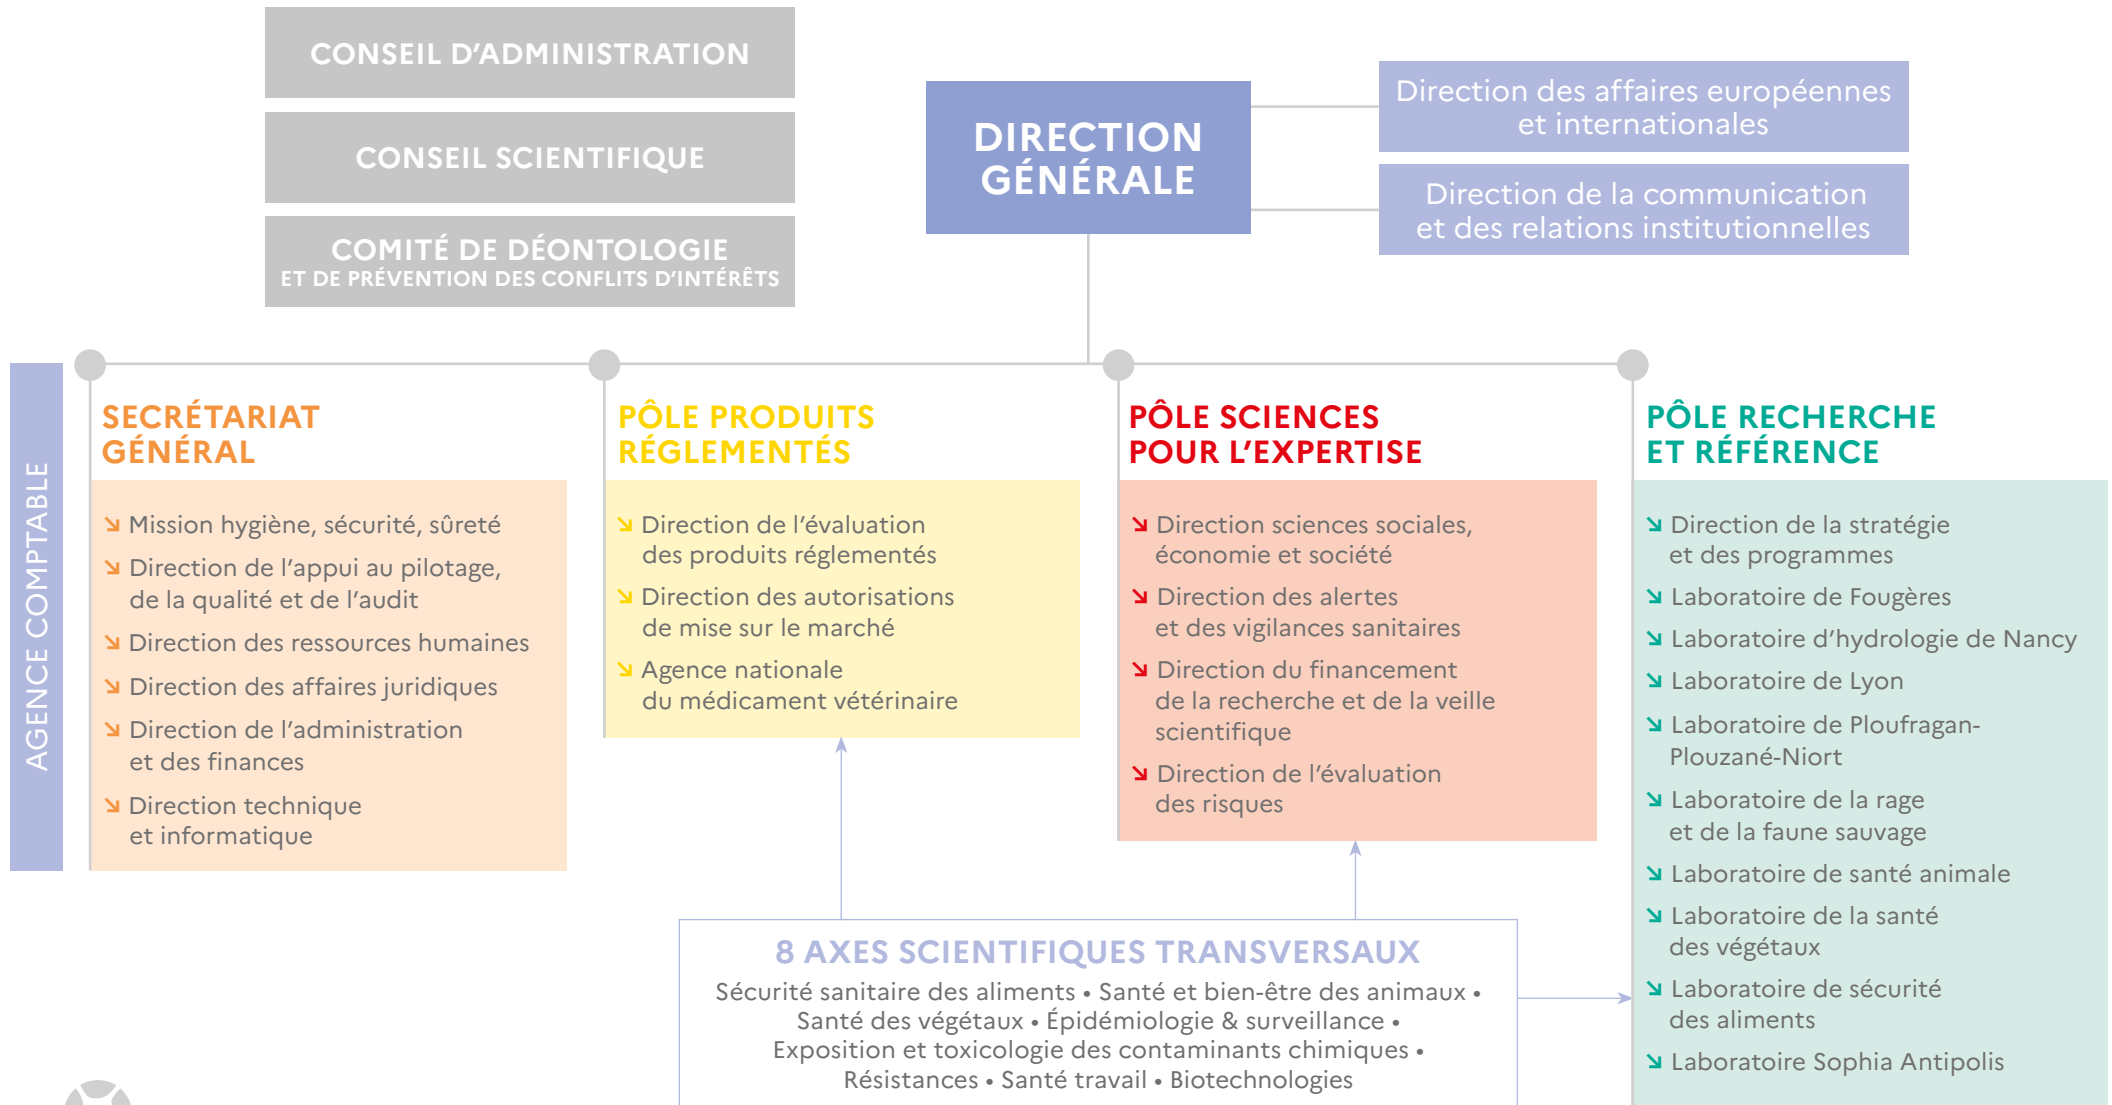 CONSEIL D'ADMINISTRATION
CONSEIL SCIENTIFIQUE
COMITÉ DE DÉONTOLOGIE
ET DE PRÉVENTION DES CONFLITS D'INTÉRÊTS
DIRECTION
GÉNÉRALE
Direction des affaires européennes
et internationales
Direction de la communication
et des relations institutionnelles
AGENCE COMPTABLE
SECRÉTARIAT
GÉNÉRAL
Mission hygiène, sécurité, sûreté
Direction de l'appui au pilotage,
de la qualité et de l'audit
Direction des ressources humaines
Direction des affaires juridiques
Direction de l'administration
et des finances
Direction technique
et informatique
PÔLE PRODUITS
RÉGLEMENTÉS
Direction de l'évaluation
des produits réglementés
Direction des autorisations
de mise sur le marché
Agence nationale
du médicament vétérinaire
PÔLE SCIENCES
POUR L'EXPERTISE
Direction sciences sociales,
économie et société
Direction des alertes
et des vigilances sanitaires
Direction du financement
de la recherche et de la veille
scientifique
Direction de l'évaluation
des risques
PÔLE RECHERCHE
ET RÉFÉRENCE
Direction de la stratégie
et des programmes
Laboratoire de Fougères
Laboratoire d'hydrologie de Nancy
Laboratoire de Lyon
Laboratoire de Ploufragan-
Plouzané-Niort
Laboratoire de la rage
et de la faune sauvage
Laboratoire de santé animale
Laboratoire de la santé
des végétaux
Laboratoire de sécurité
des aliments
Laboratoire Sophia Antipolis
8 AXES SCIENTIFIQUES TRANSVERSAUX
Sécurité sanitaire des aliments • Santé et bien-être des animaux •
Santé des végétaux • Épidémiologie & surveillance •
Exposition et toxicologie des contaminants chimiques •
Résistances • Santé travail • Biotechnologies